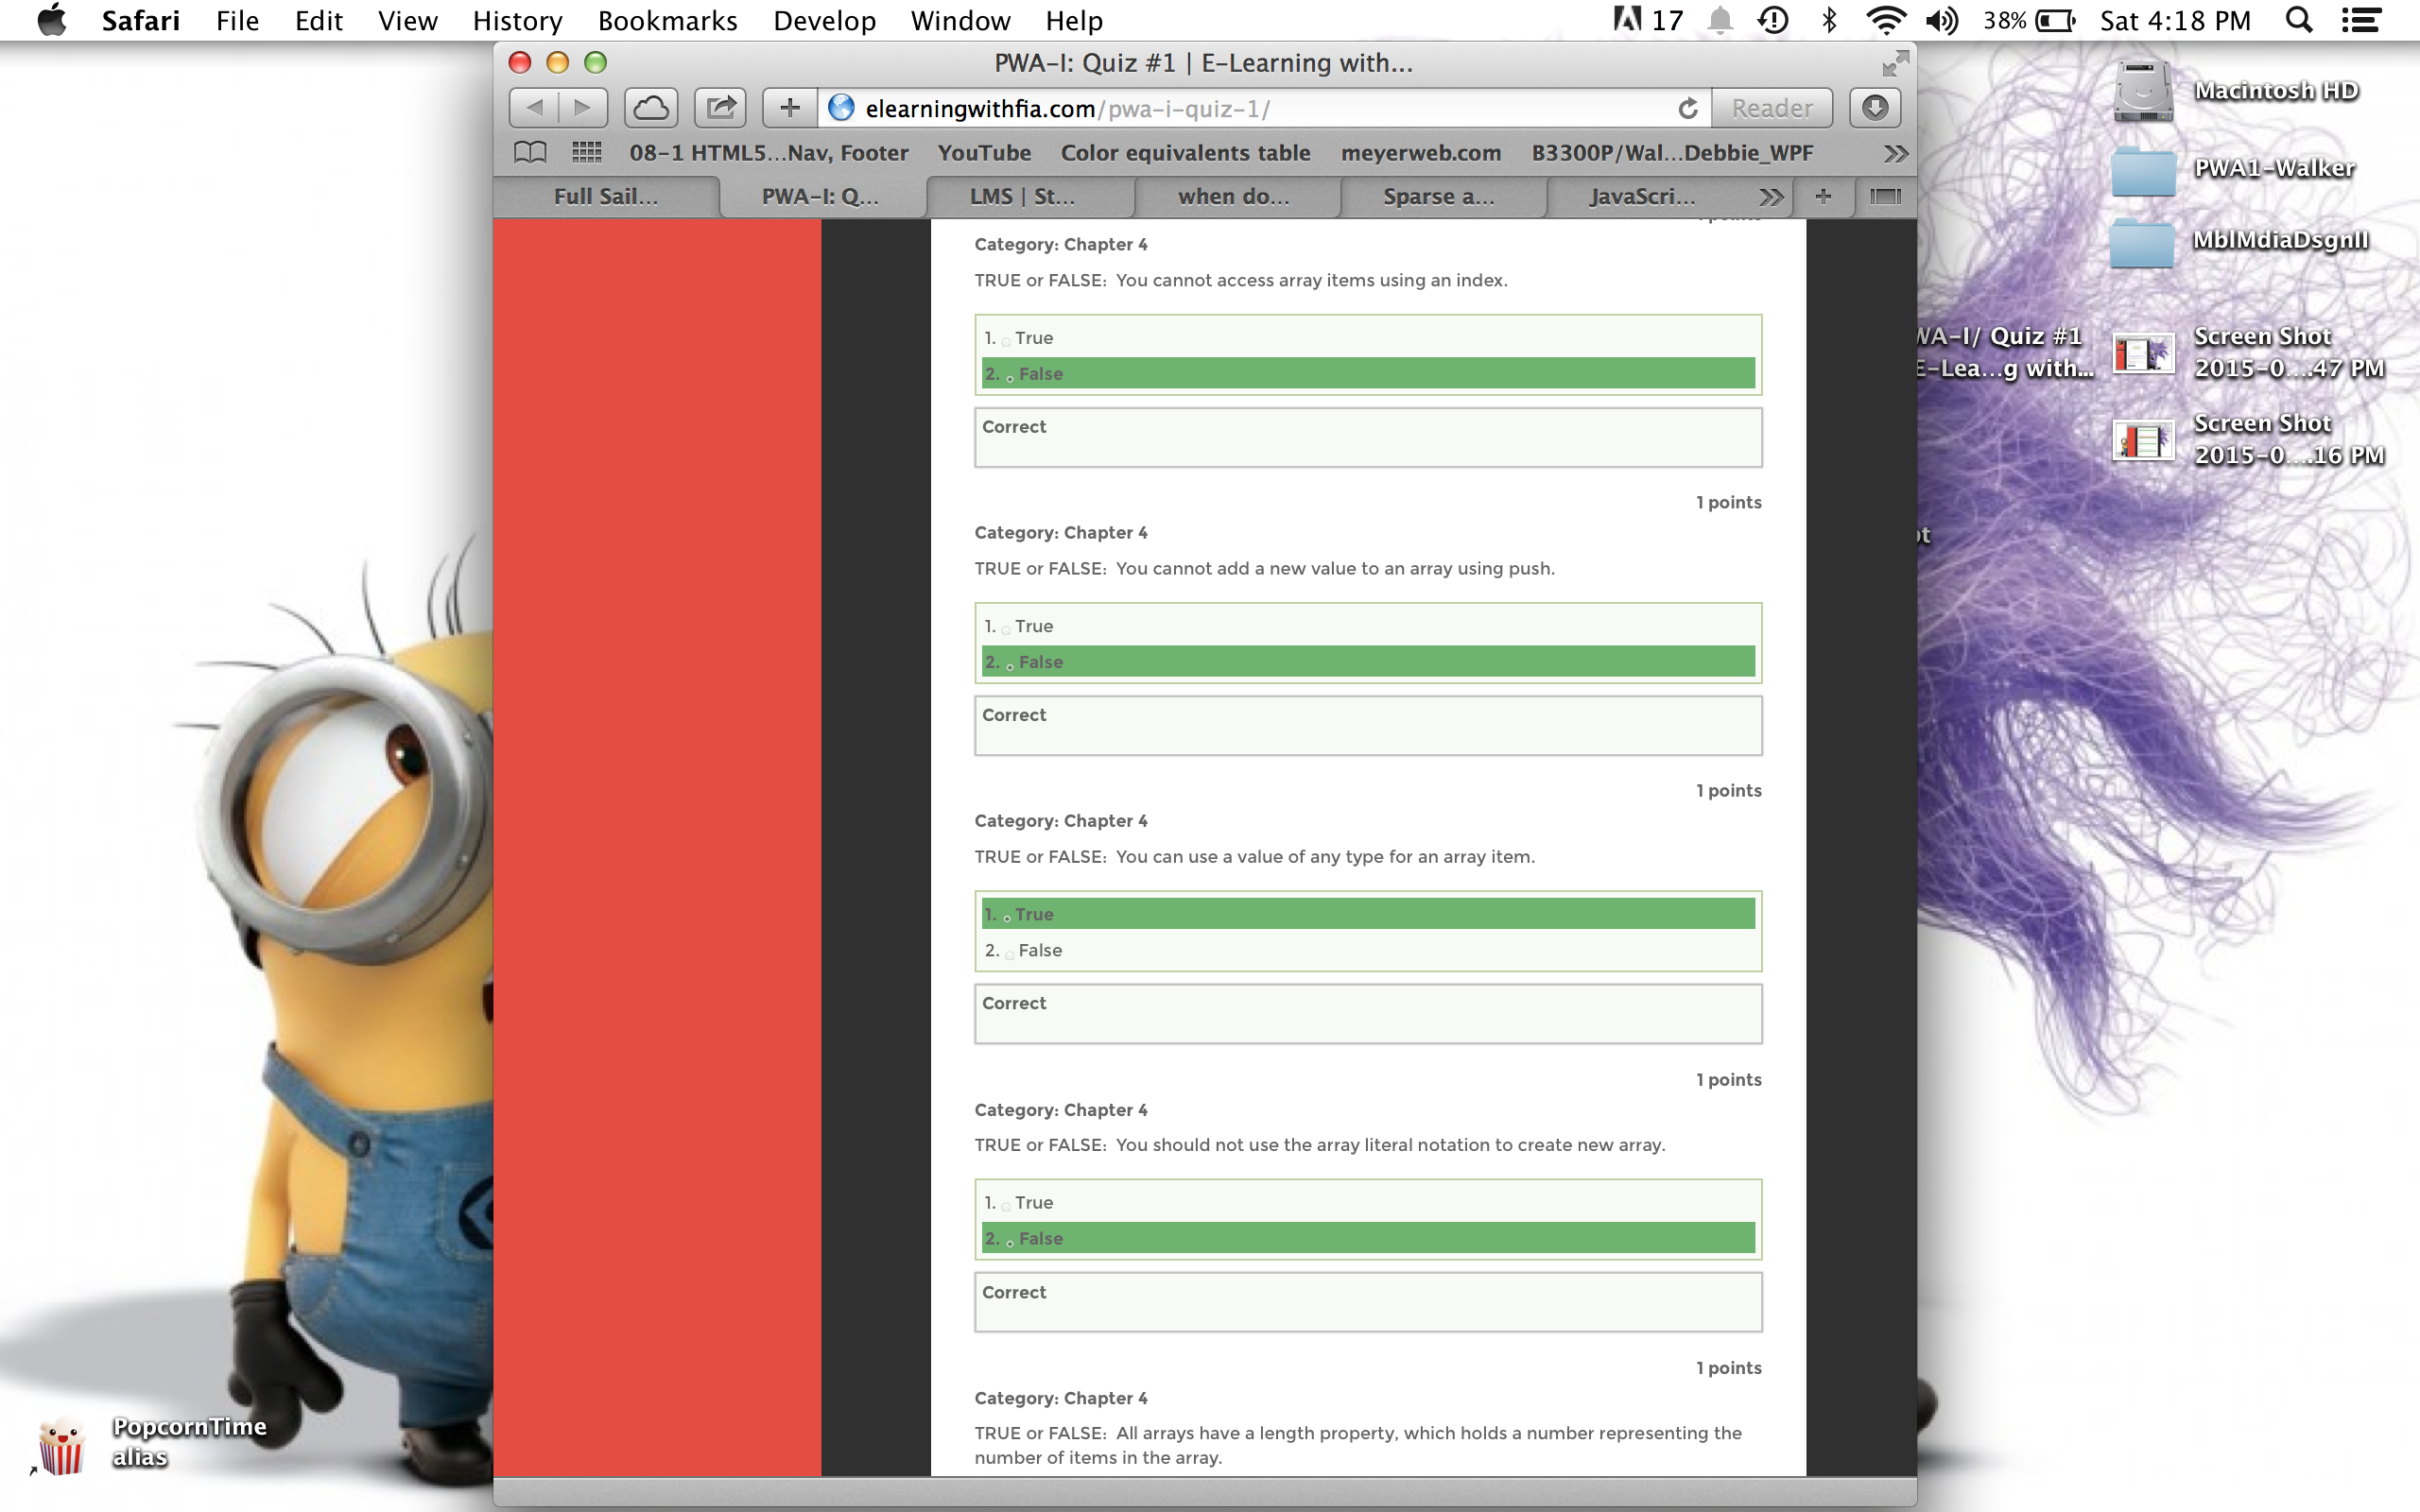 Safari File Edit View History Bookmarks Develop Window Help 17 38% Sat 4:18 PM
PWA-I: Quiz #1 | E-Learning with...
elearningwithfia.com/pwa-i-quiz-1/ Reader
08-1 HTML5...Nav, Footer YouTube Color equivalents table meyerweb.com B3300P/Wal...Debbie_WPF
Full Sail... PWA-I: Q... LMS | St... when do... Sparse a... JavaScri...
Category: Chapter 4
TRUE or FALSE: You cannot access array items using an index.
1. True
2. False
Correct
1 points
Category: Chapter 4
TRUE or FALSE: You cannot add a new value to an array using push.
1. True
2. False
Correct
1 points
Category: Chapter 4
TRUE or FALSE: You can use a value of any type for an array item.
1. True
2. False
Correct
1 points
Category: Chapter 4
TRUE or FALSE: You should not use the array literal notation to create new array.
1. True
2. False
Correct
1 points
Category: Chapter 4
TRUE or FALSE: All arrays have a length property, which holds a number representing the
number of items in the array.
Macintosh HD
PWA1-Walker
MblMdiaDsgnII
WA-I/ Quiz #1
E-Lea...g with...
Screen Shot
2015-0....47 PM
Screen Shot
2015-0....16 PM
PopcornTime
alias